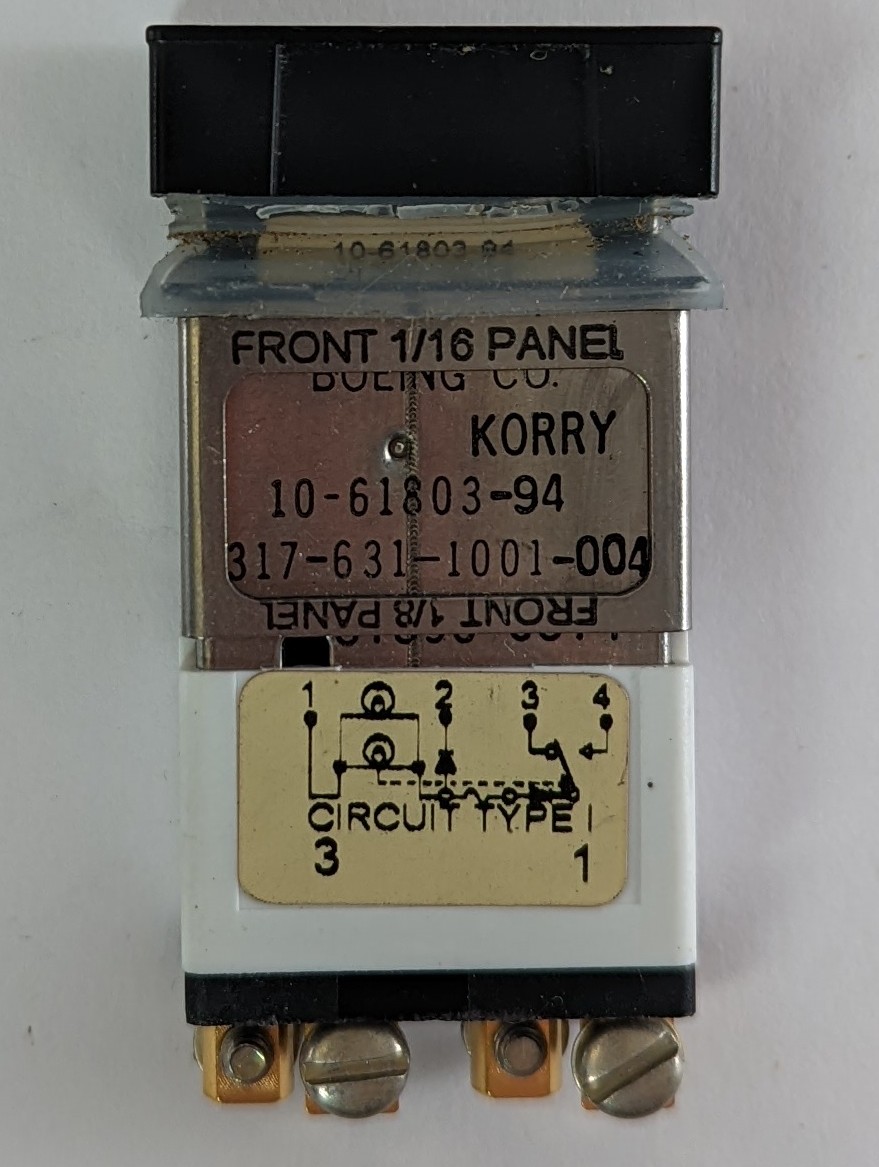 10-61803-94
FRONT 1/16 PANEL
BOEING CO.
KORRY
10-61803-94
317-631-1001-004
FRONT 1/8 PANEL
1 2 3 4
CIRCUIT TYPE I
3 1